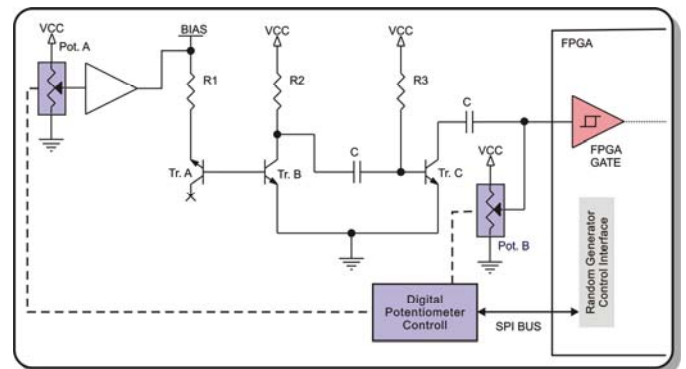 VCC
Pot. A
BIAS
R1
VCC
R2
VCC
R3
C
C
Tr. A
Tr. B
Tr. C
VCC
Pot. B
FPGA
FPGA
GATE
Random Generator
Control Interface
Digital
Potentiometer
Controll
SPI BUS